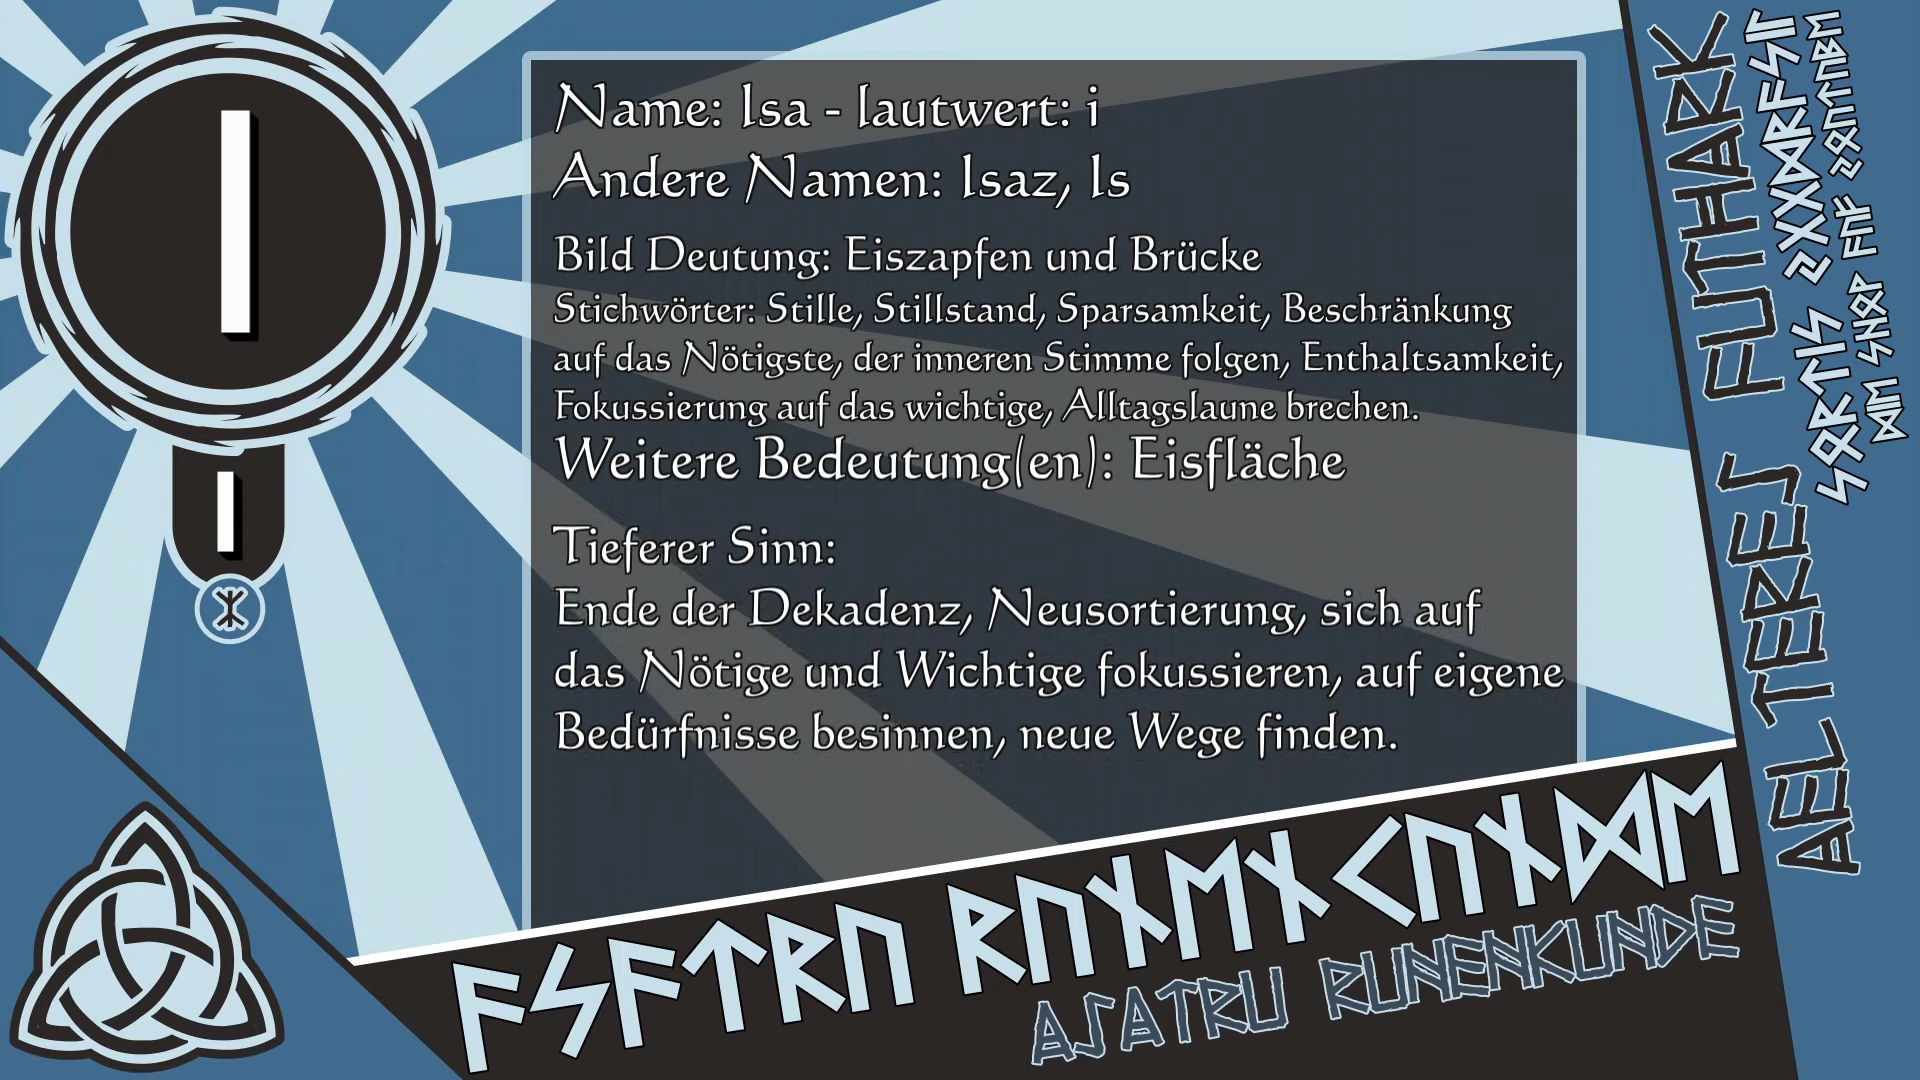 ᛁ
Name: Isa - lautwert: i
Andere Namen: Isaz, Is
Bild Deutung: Eiszapfen und Brücke
Stichwörter: Stille, Stillstand, Sparsamkeit, Beschränkung
auf das Nötigste, der inneren Stimme folgen, Enthaltsamkeit,
Fokussierung auf das wichtige, Alltagslaune brechen.
Weitere Bedeutung(en): Eisfläche
Tieferer Sinn:
Ende der Dekadenz, Neusortierung, sich auf
das Nötige und Wichtige fokussieren, auf eigene
Bedürfnisse besinnen, neue Wege finden.
ᛁ
ᚨᛊᚨᛏᚱᚢ ᚱᚢᚾᛖᚾᚲᚢᚾᛞᛖ
ASATRU RUNENKUNDE
AELTERES FUTHARK